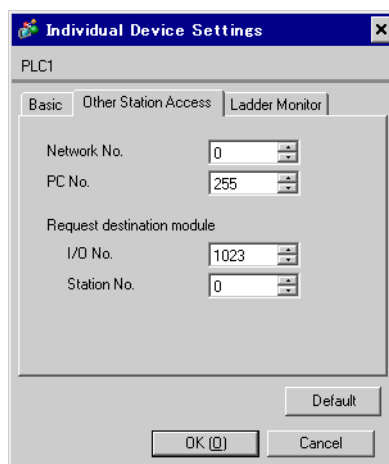 Individual Device Settings
PLC1
Basic Other Station Access Ladder Monitor
Network No. 0
PC No. 255
Request destination module
I/O No. 1023
Station No. 0
Default
OK (O) Cancel